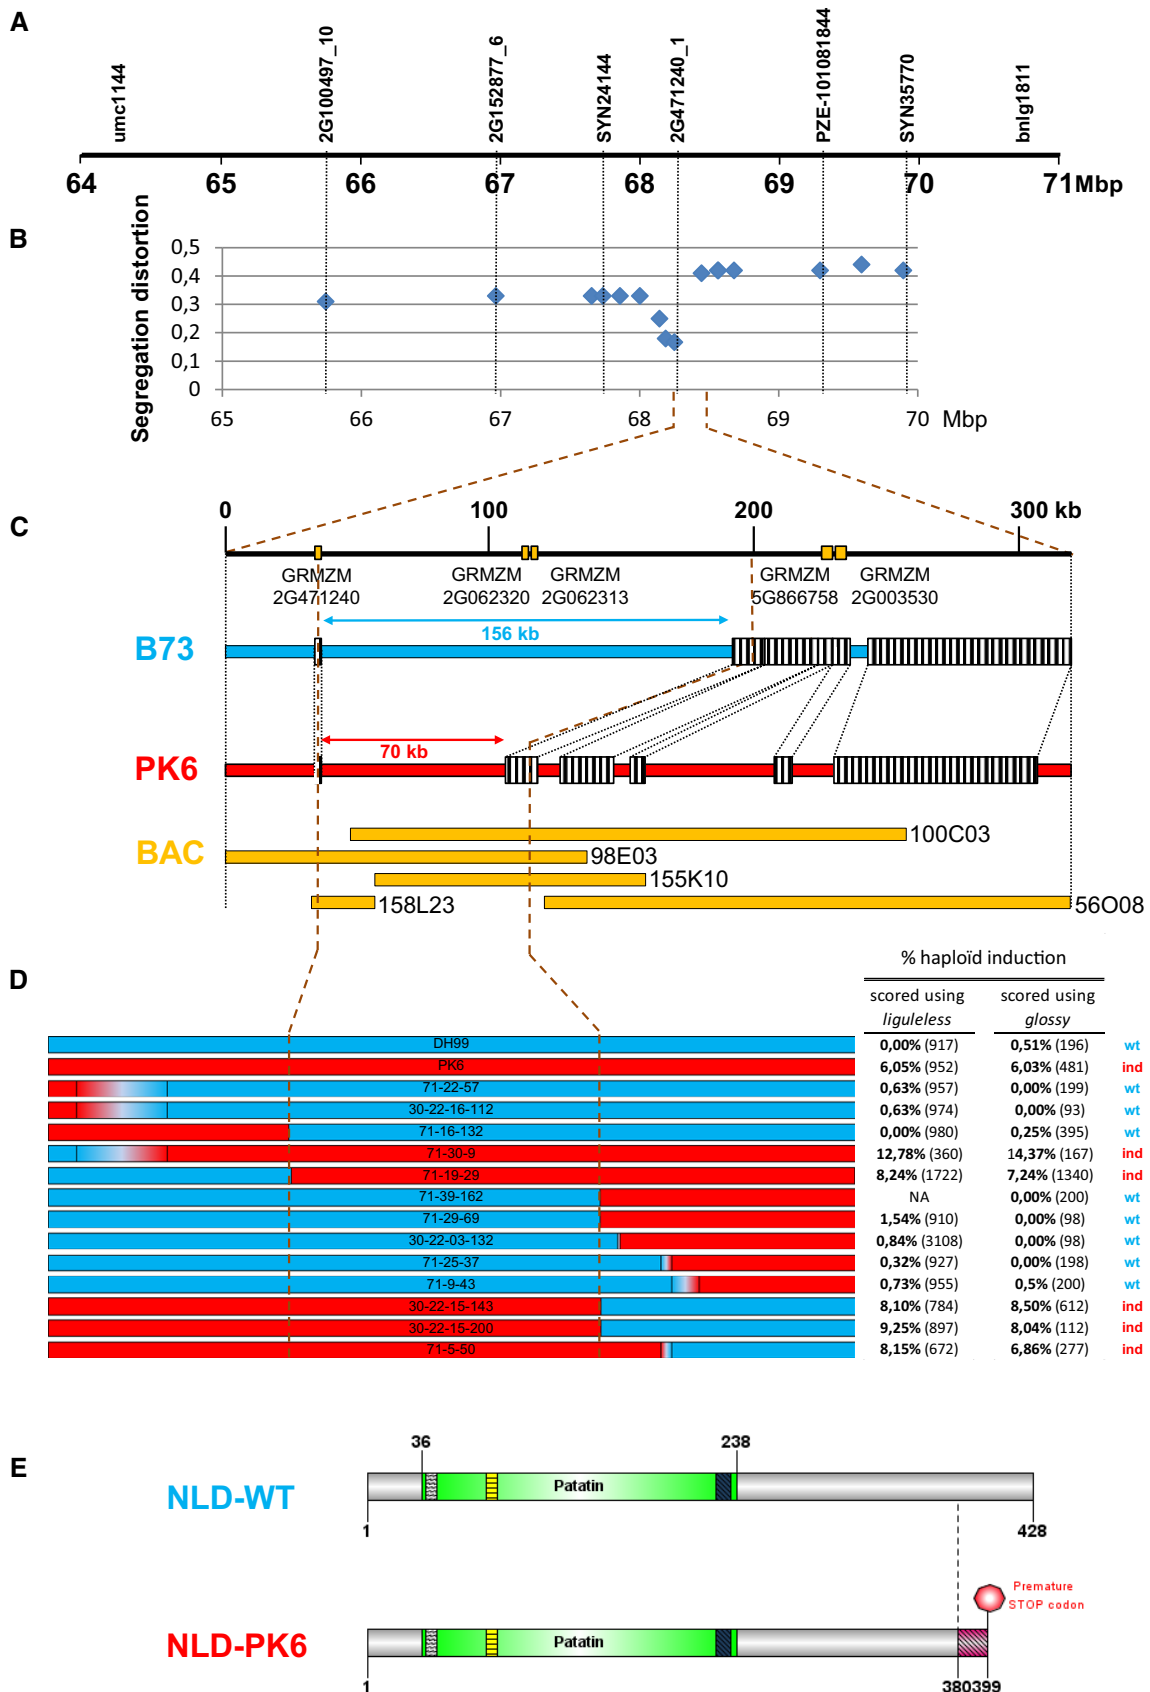 A
umc1144
2G100497_10
2G152877_6
SYN24144
2G471240_1
PZE-101081844
SYN35770
bnlg1811
64 65 66 67 68 69 70 71 Mbp
B
Segregation distortion
0,5
0,4
0,3
0,2
0,1
0
65 66 67 68 69 70 Mbp
C
0 100 200 300 kb
GRMZM GRMZM GRMZM GRMZM GRMZM
2G471240 2G062320 2G062313 5G866758 2G003530
156 kb
B73
70 kb
PK6
BAC
100C03
98E03
155K10
158L23
56O08
D
% haploïd induction
scored using scored using
liguleless glossy
DH99 0,00% (917) 0,51% (196) wt
PK6 6,05% (952) 6,03% (481) ind
71-22-57 0,63% (957) 0,00% (199) wt
30-22-16-112 0,63% (974) 0,00% (93) wt
71-16-132 0,00% (980) 0,25% (395) wt
71-30-9 12,78% (360) 14,37% (167) ind
71-19-29 8,24% (1722) 7,24% (1340) ind
71-39-162 NA 0,00% (200) wt
71-29-69 1,54% (910) 0,00% (98) wt
30-22-03-132 0,84% (3108) 0,00% (98) wt
71-25-37 0,32% (927) 0,00% (198) wt
71-9-43 0,73% (955) 0,5% (200) wt
30-22-15-143 8,10% (784) 8,50% (612) ind
30-22-15-200 9,25% (897) 8,04% (112) ind
71-5-50 8,15% (672) 6,86% (277) ind
E
36 238
NLD-WT
Patatin
1 428
Premature
STOP codon
NLD-PK6
Patatin
1 380399